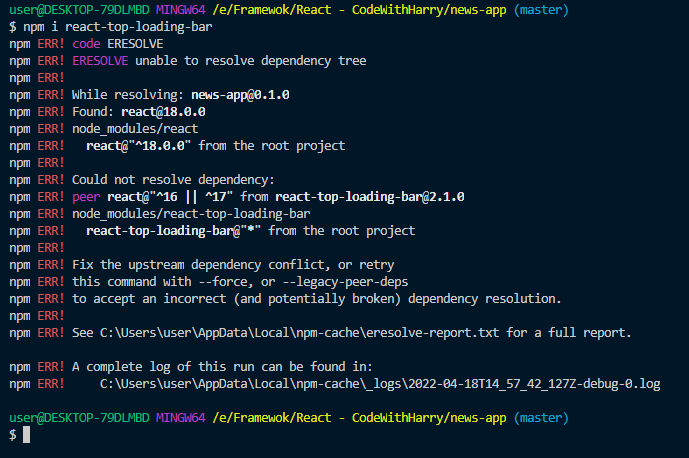 user@DESKTOP-79DLMBD MINGW64 /e/Framewok/React - CodeWithHarry/news-app (master)
$ npm i react-top-loading-bar
npm ERR! code ERESOLVE
npm ERR! ERESOLVE unable to resolve dependency tree
npm ERR!
npm ERR! While resolving: news-app@0.1.0
npm ERR! Found: react@18.0.0
npm ERR! node_modules/react
npm ERR!   react@"^18.0.0" from the root project
npm ERR!
npm ERR! Could not resolve dependency:
npm ERR! peer react@"^16 || ^17" from react-top-loading-bar@2.1.0
npm ERR! node_modules/react-top-loading-bar
npm ERR!   react-top-loading-bar@"*" from the root project
npm ERR!
npm ERR! Fix the upstream dependency conflict, or retry
npm ERR! this command with --force, or --legacy-peer-deps
npm ERR! to accept an incorrect (and potentially broken) dependency resolution.
npm ERR!
npm ERR! See C:\Users\user\AppData\Local\npm-cache\eresolve-report.txt for a full report.
npm ERR! A complete log of this run can be found in:
npm ERR!     C:\Users\user\AppData\Local\npm-cache\_logs\2022-04-18T14_57_42_127Z-debug-0.log
user@DESKTOP-79DLMBD MINGW64 /e/Framewok/React - CodeWithHarry/news-app (master)
$